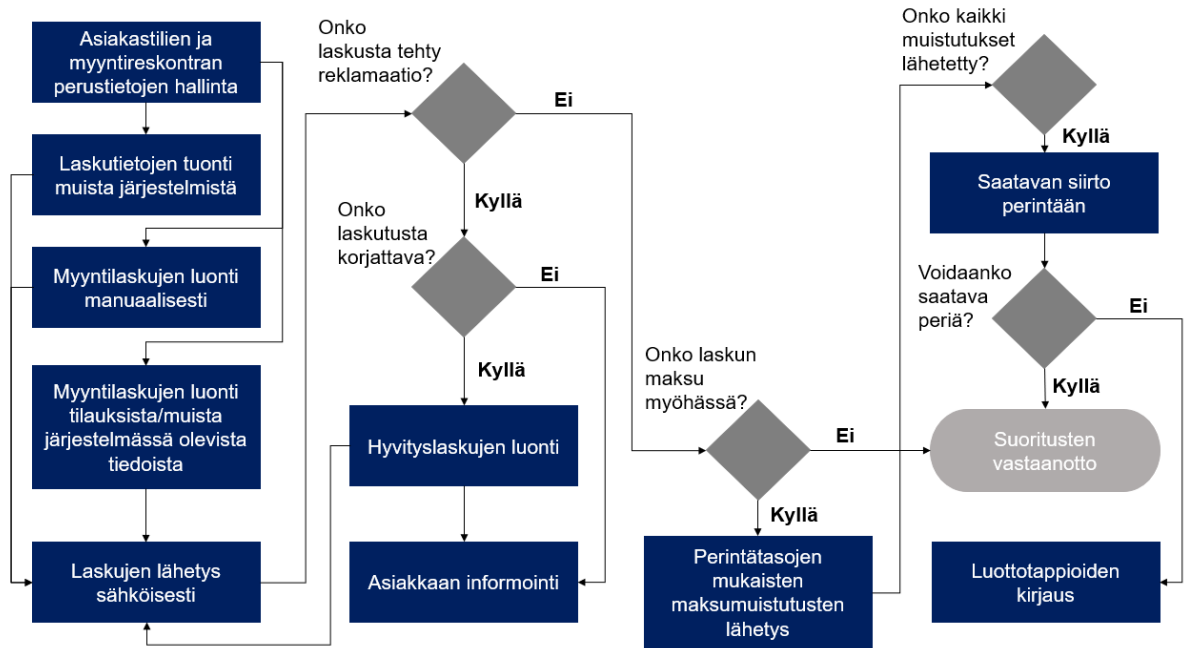 Asiakastilien ja
myyntireskontran
perustietojen hallinta
Laskutietojen tuonti
muista järjestelmistä
Myyntilaskujen luonti
manuaalisesti
Myyntilaskujen luonti
tilauksista/muista
järjestelmässä olevista
tiedoista
Laskujen lähetys
sähköisesti
Onko
laskusta tehty
reklamaatio?
Ei
Kyllä
Onko
laskutusta
korjattava?
Ei
Kyllä
Hyvityslaskujen luonti
Asiakkaan informointi
Onko laskun
maksu
myöhässä?
Ei
Kyllä
Perintätasojen
mukaisten
maksumuistutusten
lähetys
Onko kaikki
muistutukset
lähetetty?
Kyllä
Saatavan siirto
perintään
Voidaanko
saatava
periä?
Ei
Kyllä
Suoritusten
vastaanotto
Luottotappioiden
kirjaus